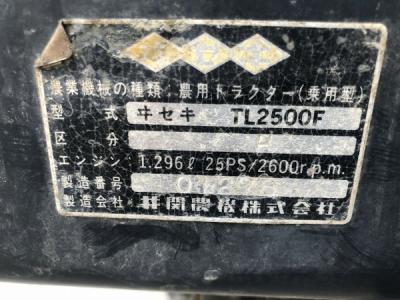 農業機械の種類:農用トラクター(乗用型)
型式 ヰセキ TL2500F
区分
エンジン 1.296ℓ 25PS/2600r.p.m.
製造番号
製造会社 井関農機株式会社